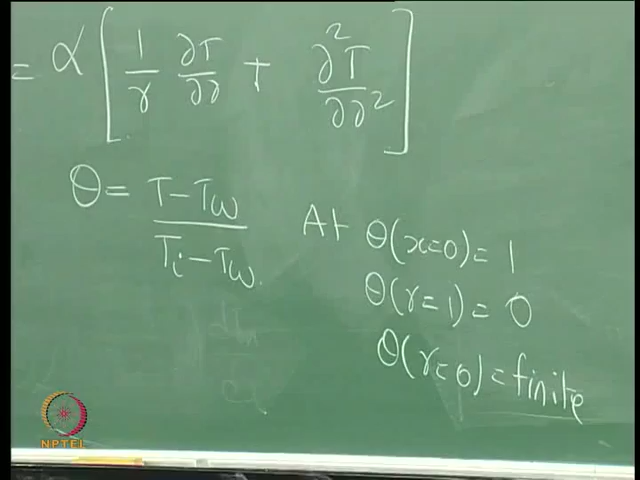 = α [ 1/r ∂T/∂r + ∂²T/∂r² ]
θ = T - Tw / Ti - Tw
At θ(x=0) = 1
θ(r=1) = 0
θ(r=0) = finite
NPTEL